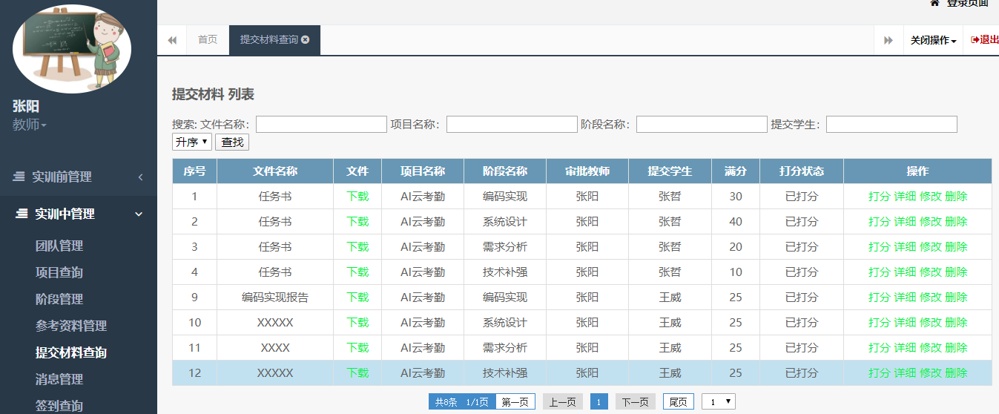 登录页面
首页
提交材料查询
关闭操作
退出
张阳
教师
实训前管理
实训中管理
团队管理
项目查询
阶段管理
参考资料管理
提交材料查询
消息管理
签到查询
提交材料 列表
搜索: 文件名称: 项目名称: 阶段名称: 提交学生:
升序 查找
序号 文件名称 文件 项目名称 阶段名称 审批教师 提交学生 满分 打分状态 操作
1 任务书 下载 AI云考勤 编码实现 张阳 张哲 30 已打分 打分 详细 修改 删除
2 任务书 下载 AI云考勤 系统设计 张阳 张哲 40 已打分 打分 详细 修改 删除
3 任务书 下载 AI云考勤 需求分析 张阳 张哲 20 已打分 打分 详细 修改 删除
4 任务书 下载 AI云考勤 技术补强 张阳 张哲 10 已打分 打分 详细 修改 删除
9 编码实现报告 下载 AI云考勤 编码实现 张阳 王威 25 已打分 打分 详细 修改 删除
10 XXXXX 下载 AI云考勤 系统设计 张阳 王威 25 已打分 打分 详细 修改 删除
11 XXXX 下载 AI云考勤 需求分析 张阳 王威 25 已打分 打分 详细 修改 删除
12 XXXXX 下载 AI云考勤 技术补强 张阳 王威 25 已打分 打分 详细 修改 删除
共8条 1/1页 第一页 上一页 1 下一页 尾页 1